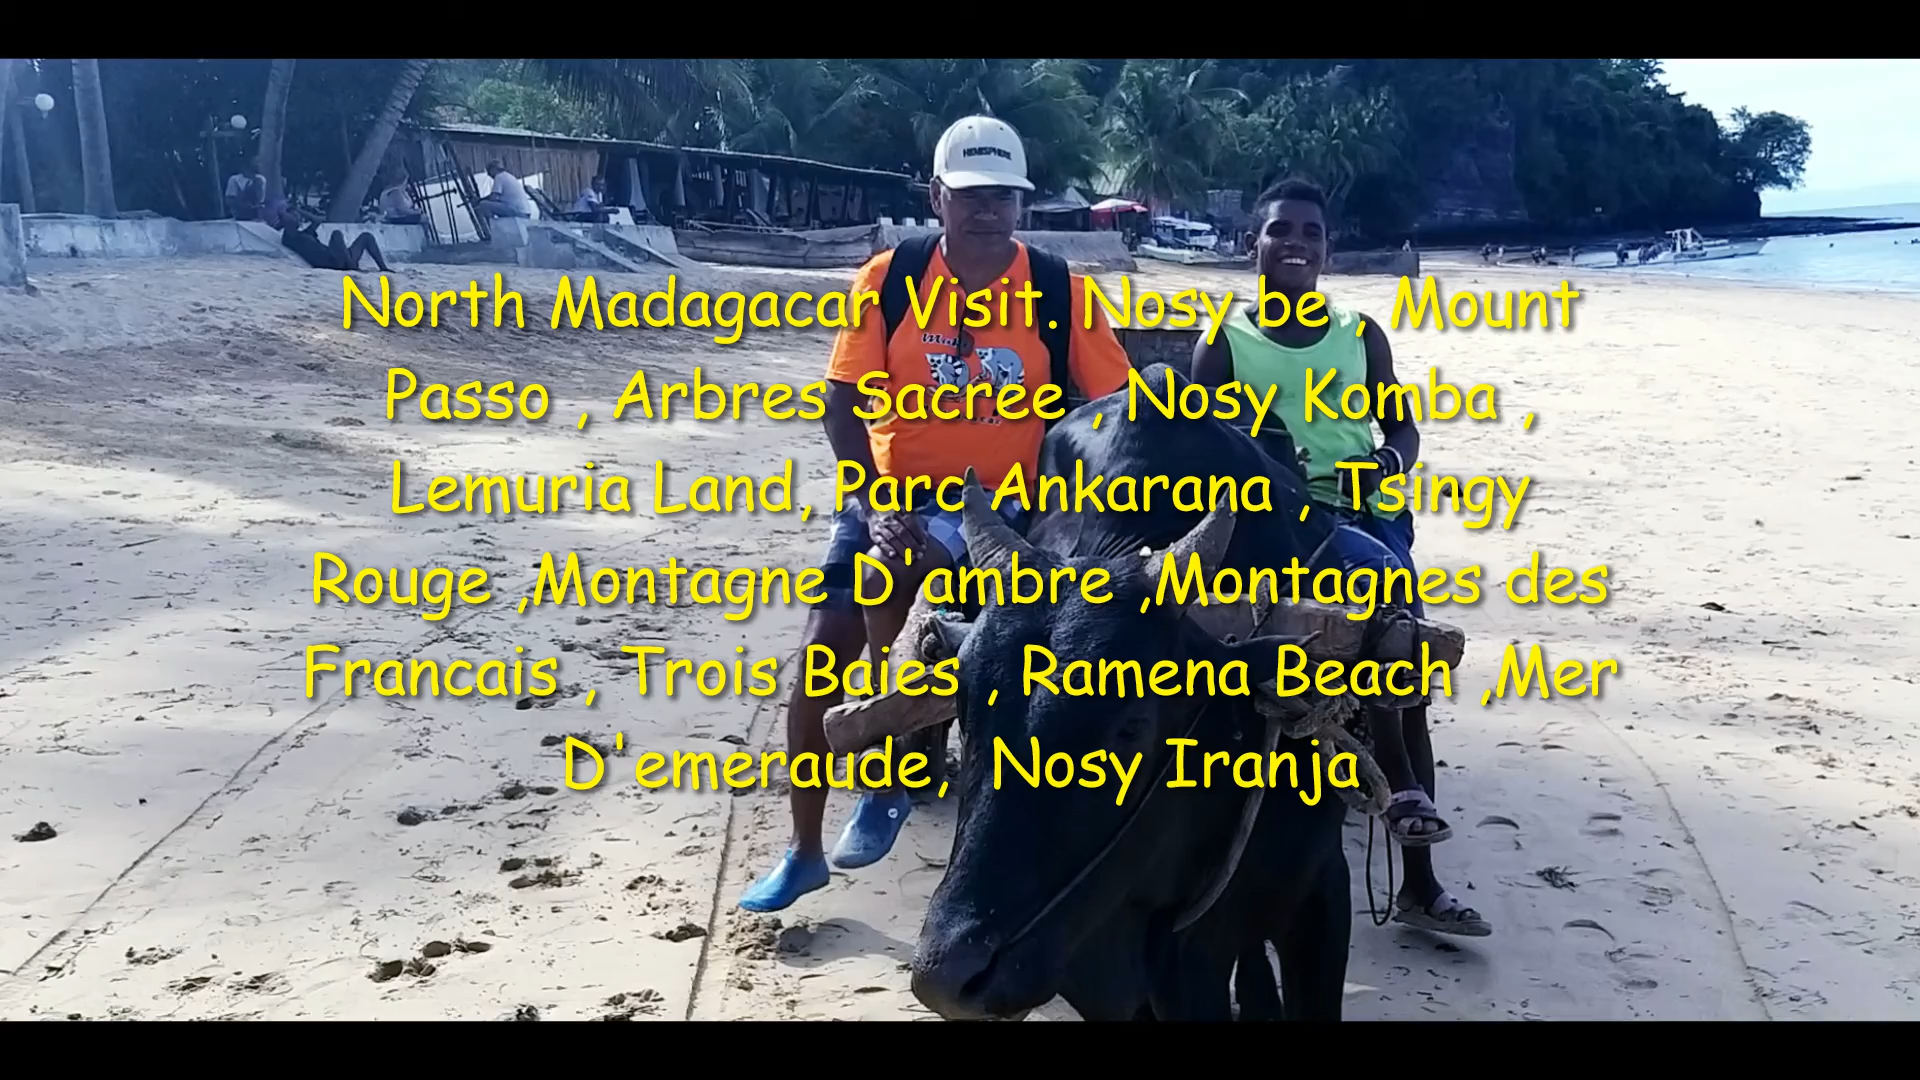 HEMISPHERE
North Madagacar Visit. Nosy be , Mount
Passo , Arbres Sacree , Nosy Komba ,
Lemuria Land, Parc Ankarana , Tsingy
Rouge ,Montagne D'ambre ,Montagnes des
Francais , Trois Baies , Ramena Beach ,Mer
D'emeraude, Nosy Iranja